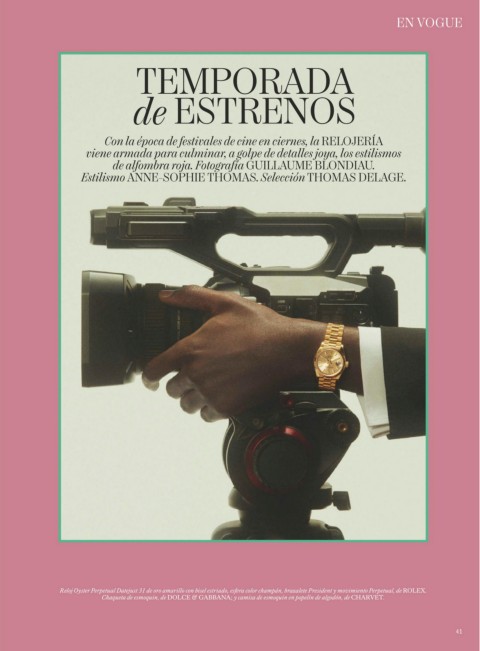 EN VOGUE
TEMPORADA
de ESTRENOS
Con la época de festivales de cine en ciernes, la RELOJERÍA
viene armada para culminar, a golpe de detalles joya, los estilismos
de alfombra roja. Fotografía GUILLAUME BLONDIAU.
Estilismo ANNE-SOPHIE THOMAS. Selección THOMAS DELAGE.
Reloj Oyster Perpetual Datejust 31 de oro amarillo con bisel estriado, esfera color champán, brazalete President y movimiento Perpetual, de ROLEX.
Chaqueta de esmoquin, de DOLCE & GABBANA; y camisa de esmoquin en popelín de algodón, de CHARVET.
41